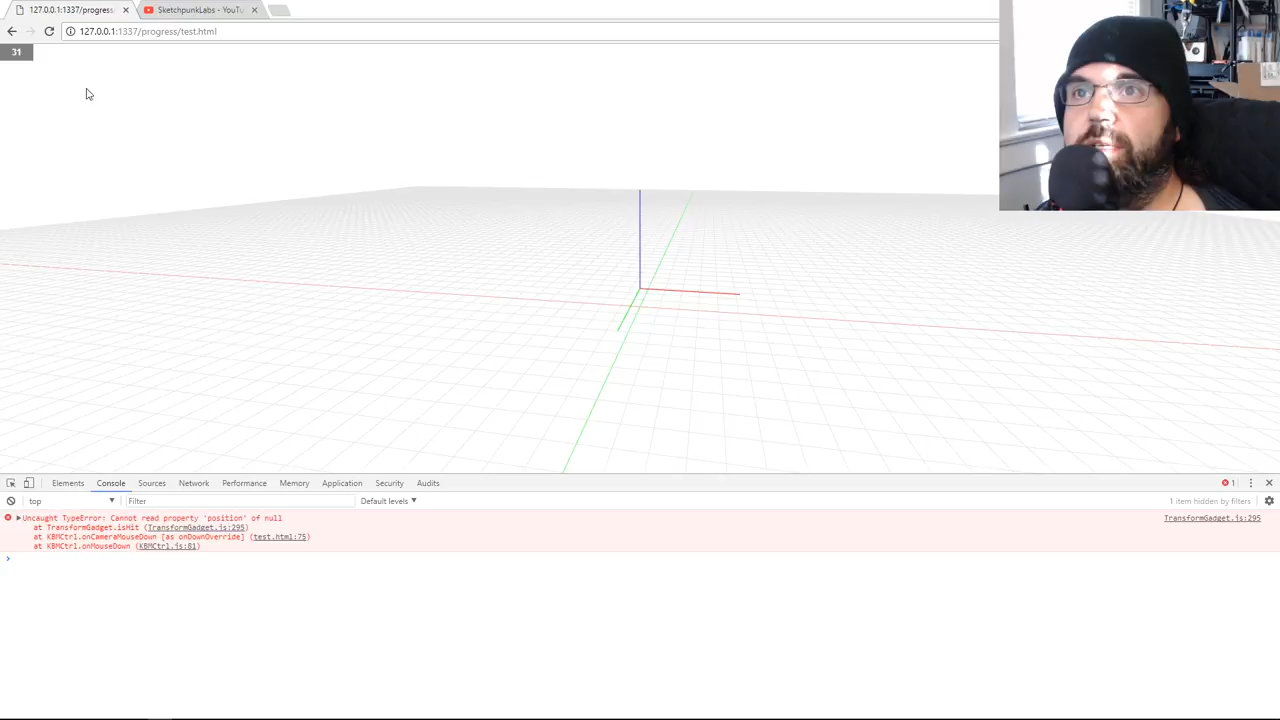 127.0.0.1:1337/progress
SketchpunkLabs - YouTu
127.0.0.1:1337/progress/test.html
31
Elements Console Sources Network Performance Memory Application Security Audits
1
top Filter Default levels 1 item hidden by filters
Uncaught TypeError: Cannot read property 'position' of null TransformGadget.js:295
at TransformGadget.isHit (TransformGadget.js:295)
at KBMCtrl.onCameraMouseDown [as onDownOverride] (test.html:75)
at KBMCtrl.onMouseDown (KBMCtrl.js:81)